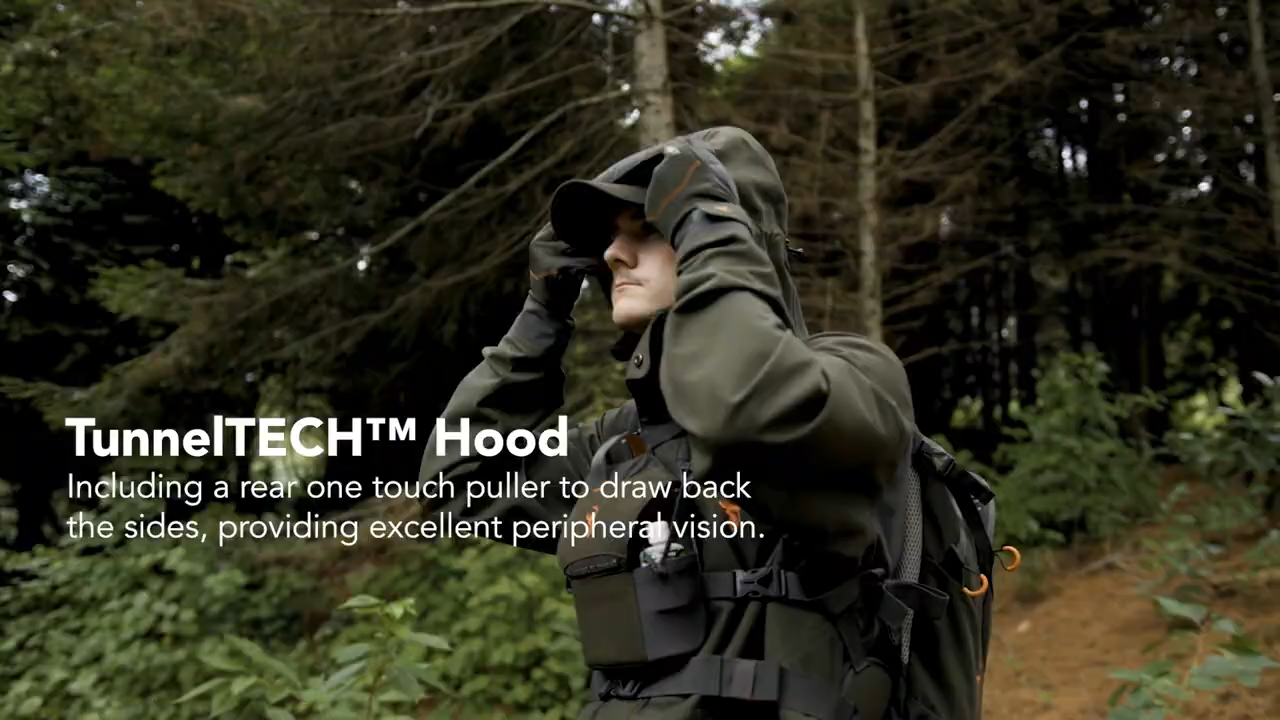 TunnelTECH™ Hood
Including a rear one touch puller to draw back
the sides, providing excellent peripheral vision.